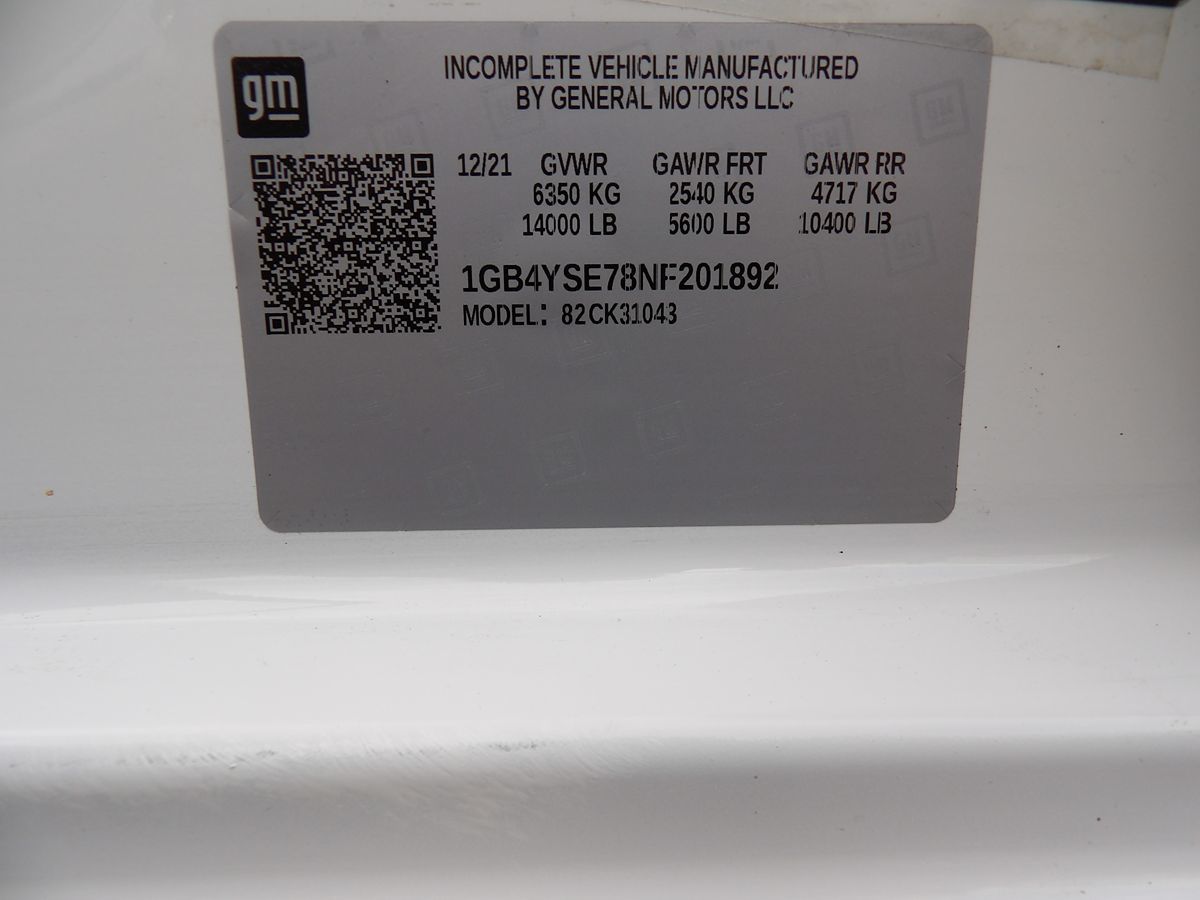 gm
INCOMPLETE VEHICLE MANUFACTURED
BY GENERAL MOTORS LLC
12/21 GVWR GAWR FRT GAWR RR
6350 KG 2540 KG 4717 KG
14000 LB 5600 LB 10400 LB
1GB4YSE78NF201892
MODEL: 82CK31043